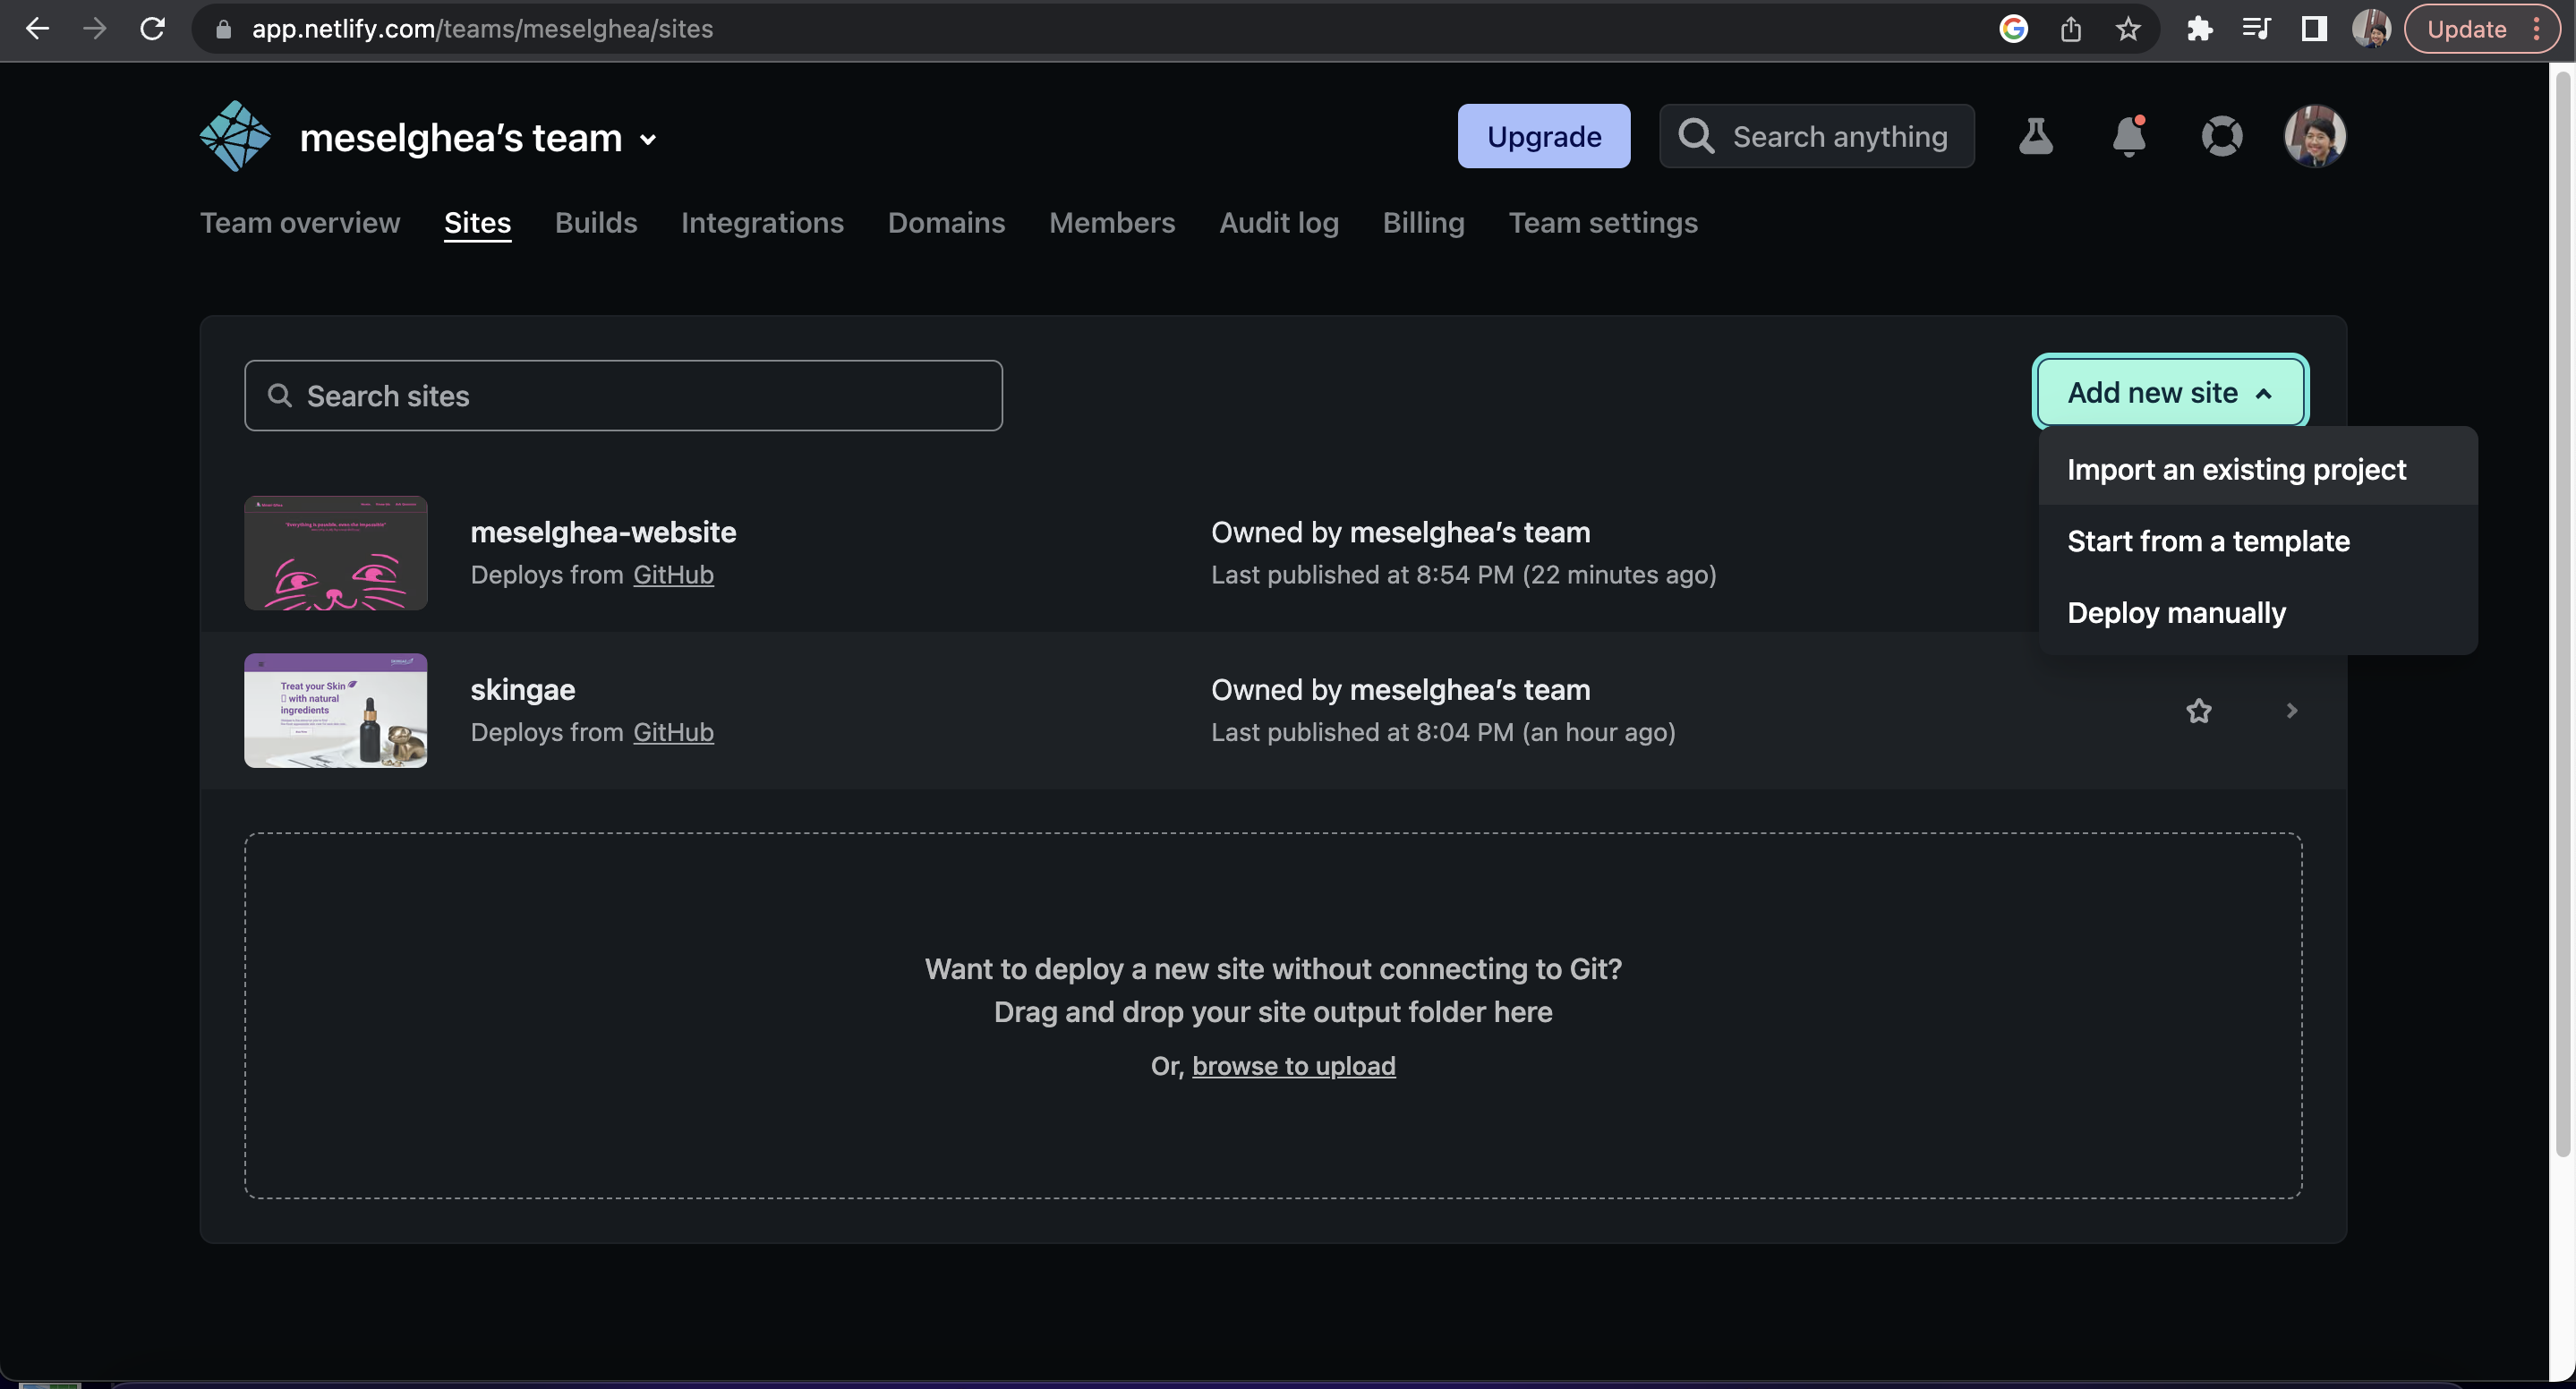 app.netlify.com/teams/meselghea/sites
Update
meselghea’s team
Upgrade
Search anything
Team overview Sites Builds Integrations Domains Members Audit log Billing Team settings
Search sites
Add new site
Import an existing project
Start from a template
Deploy manually
meselghea-website
Deploys from GitHub
Owned by meselghea’s team
Last published at 8:54 PM (22 minutes ago)
Treat your Skin
with natural
ingredients
skingae
Deploys from GitHub
Owned by meselghea’s team
Last published at 8:04 PM (an hour ago)
Want to deploy a new site without connecting to Git?
Drag and drop your site output folder here
Or, browse to upload